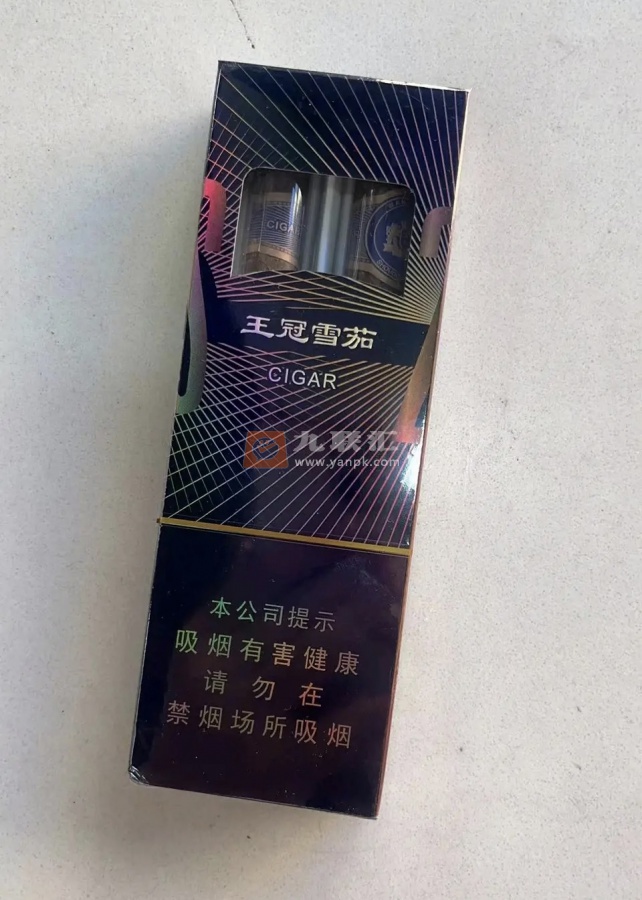 CIGAR
王冠雪茄
CIGAR
九联汇
www.yanpk.com
本公司提示
吸烟有害健康
请勿在
禁烟场所吸烟